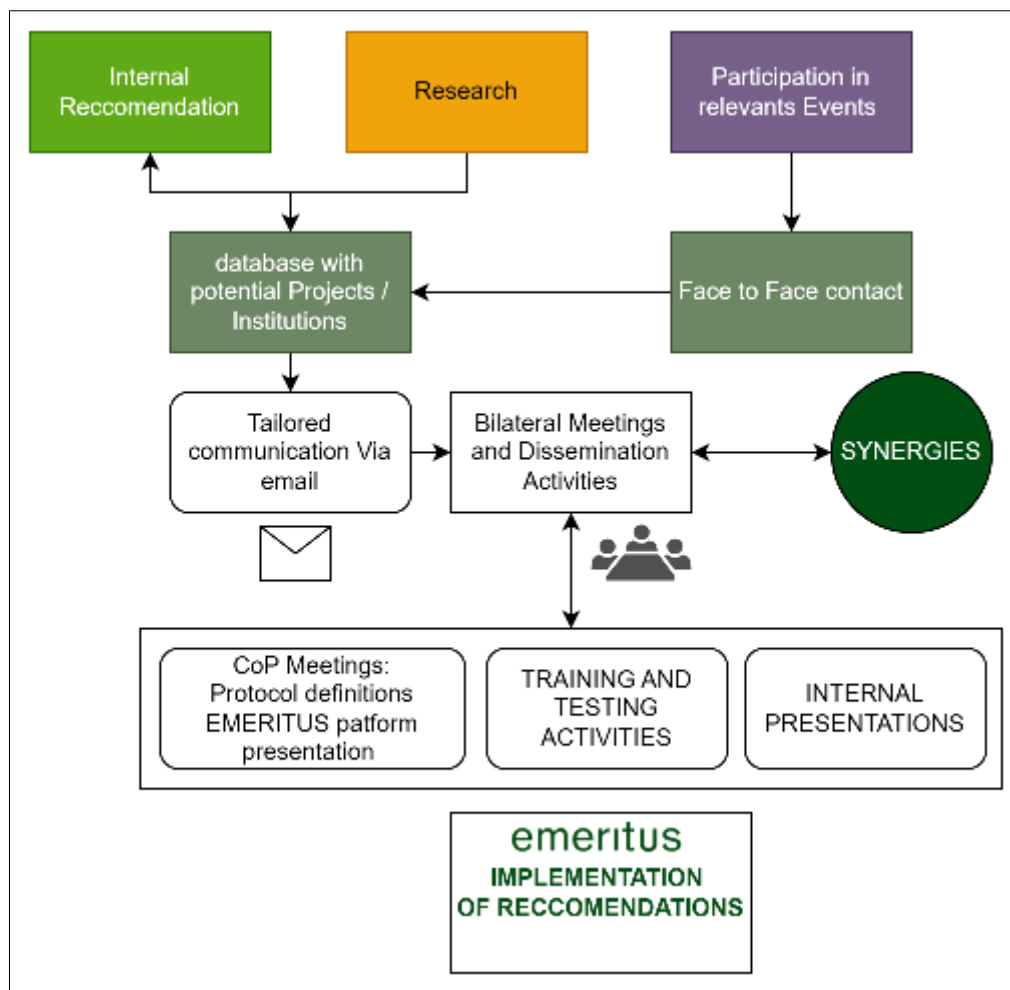 Internal
Reccomendation
Research
Participation in
relevants Events
database with
potential Projects /
Institutions
Face to Face contact
Tailored
communication Via
email
Bilateral Meetings
and Dissemination
Activities
SYNERGIES
CoP Meetings:
Protocol definitions
EMERITUS patform
presentation
TRAINING AND
TESTING
ACTIVITIES
INTERNAL
PRESENTATIONS
emeritus
IMPLEMENTATION
OF RECCOMENDATIONS